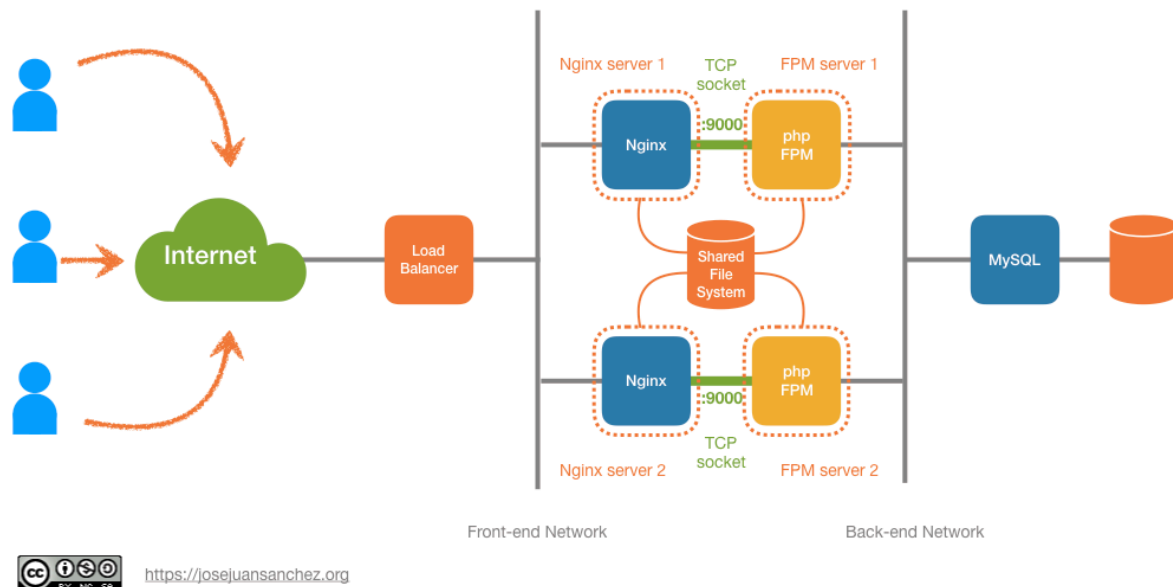 Nginx server 1
TCP
socket
FPM server 1
:9000
Nginx
php
FPM
Internet
Load
Balancer
Shared
File
System
MySQL
Nginx
php
FPM
:9000
TCP
socket
Nginx server 2
FPM server 2
Front-end Network
Back-end Network
cc
https://josejuansanchez.org